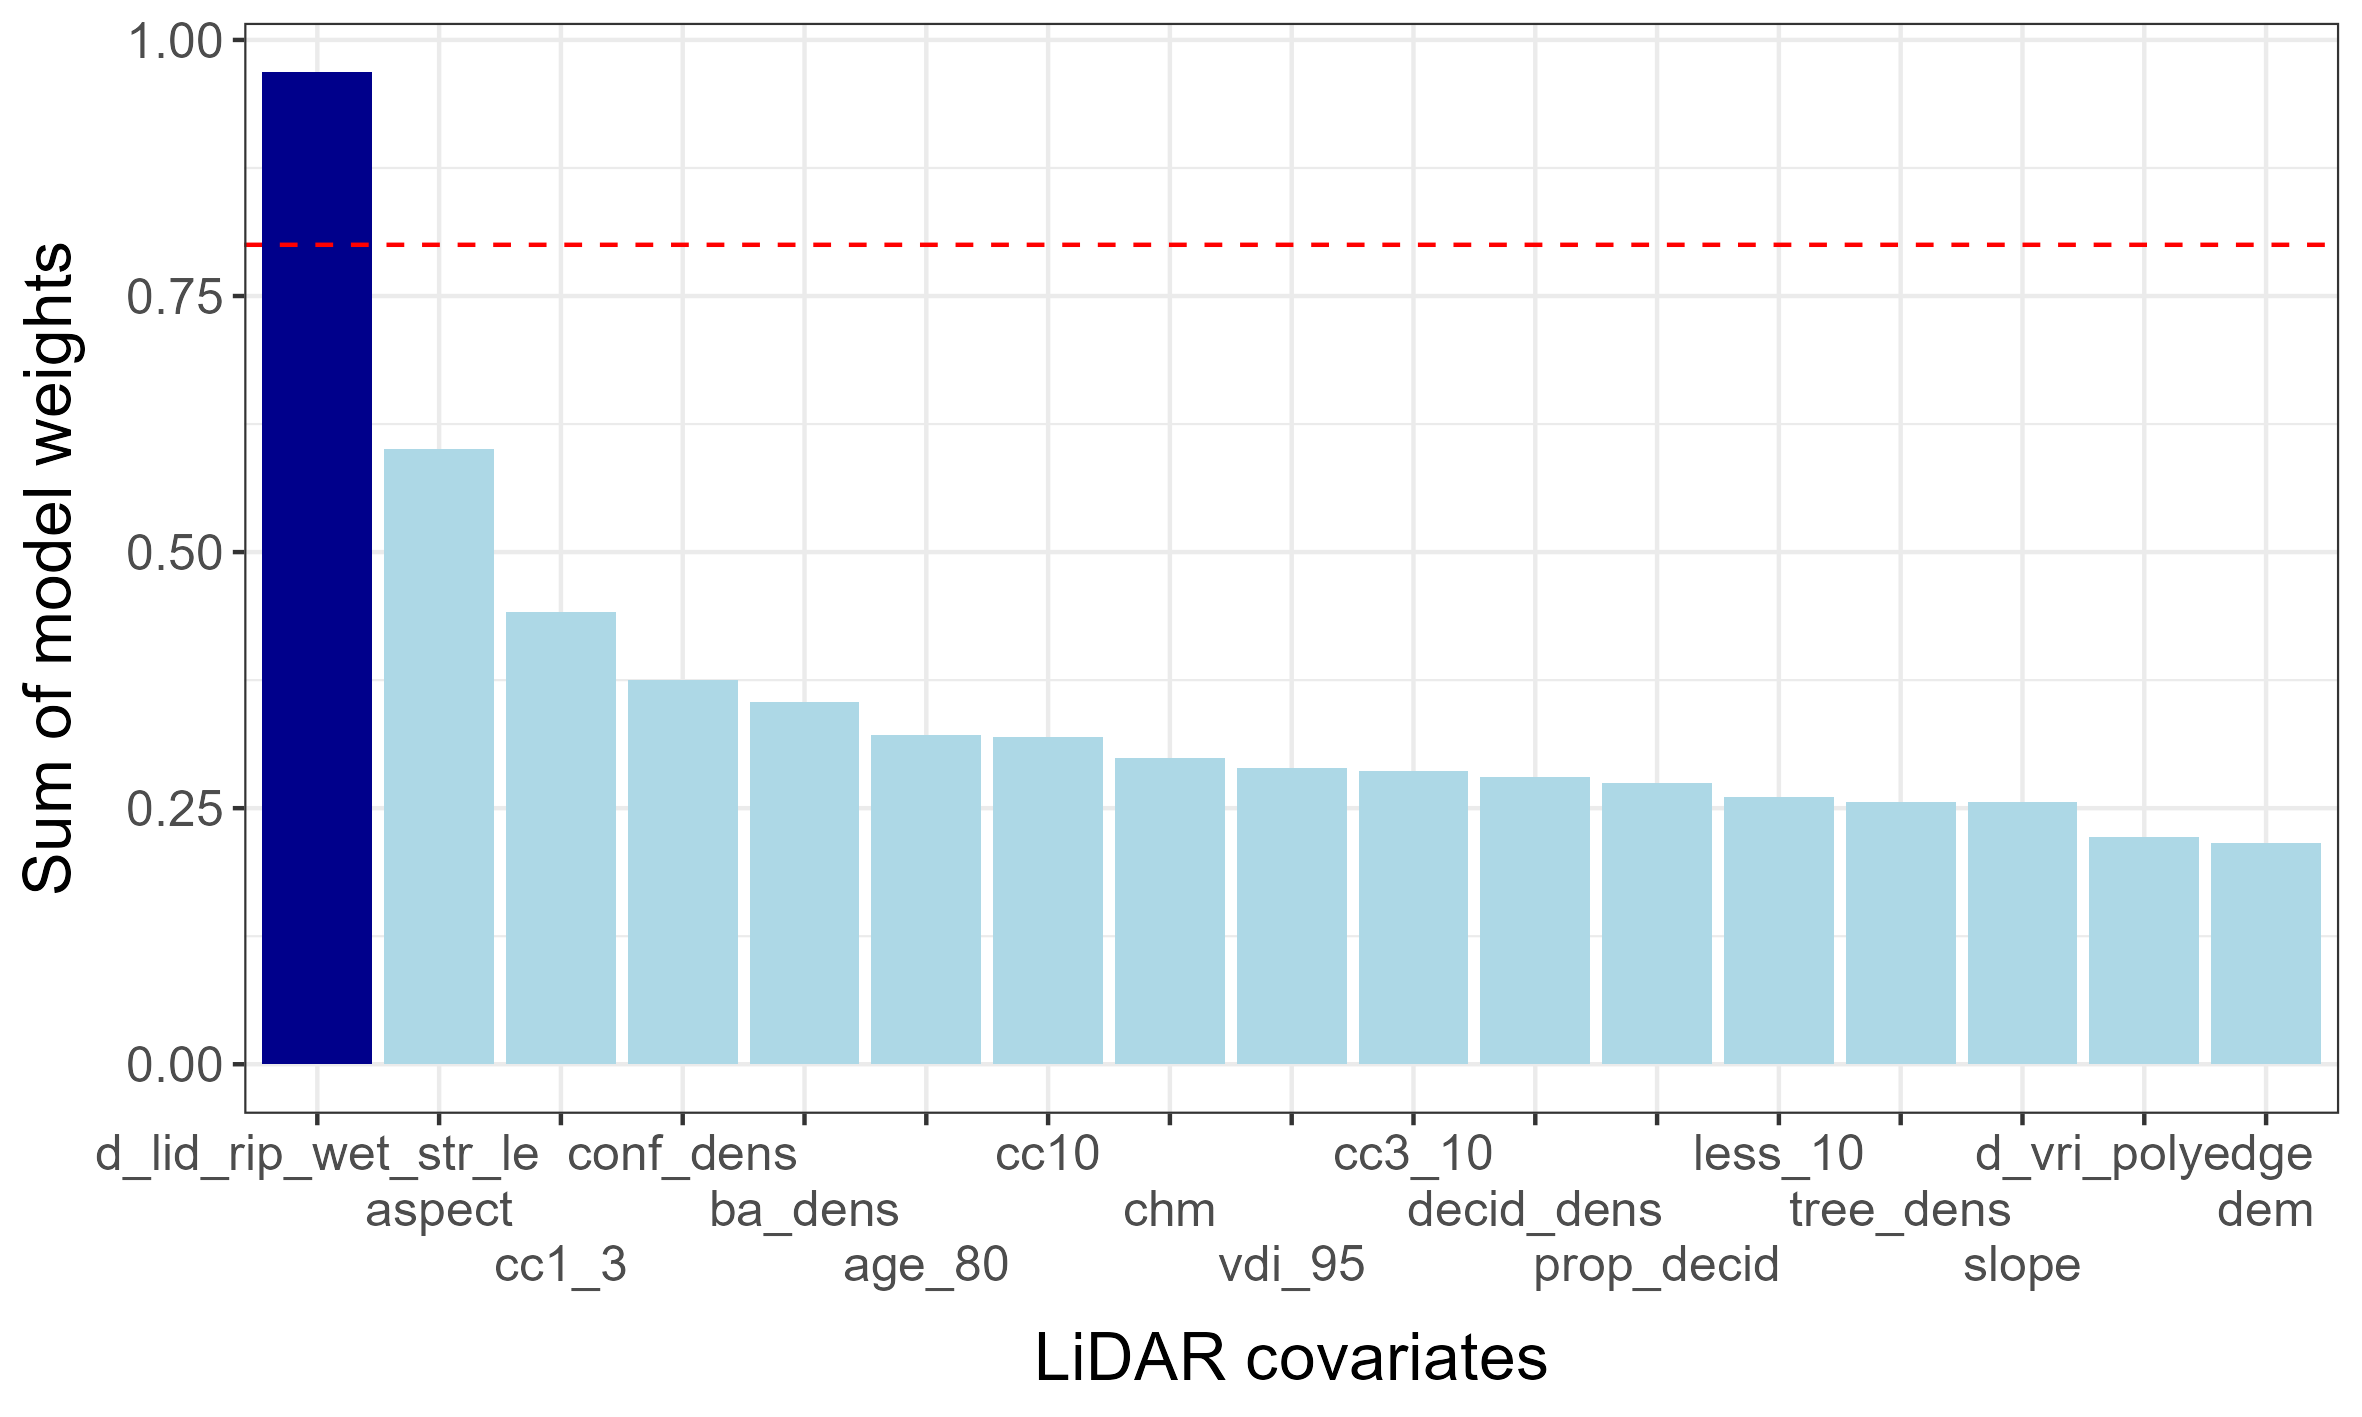 Sum of model weights
1.00
0.75
0.50
0.25
0.00
d_lid_rip_wet_str_le conf_dens cc10 cc3_10 less_10 d_vri_polyedge
aspect ba_dens chm decid_dens tree_dens dem
cc1_3 age_80 vdi_95 prop_decid slope
LiDAR covariates